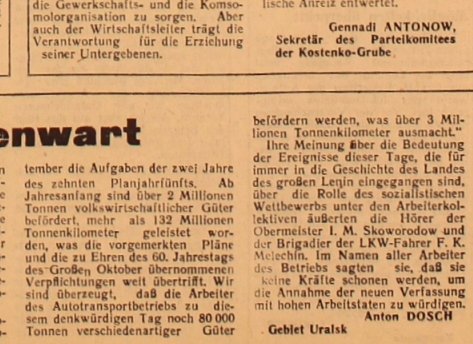 die Gewerkschafts- und die Komso-
molorganisation zu sorgen. Aber
auch der Wirtschaftsleiter trägt die
Verantwortung für die Erziehung
seiner Untergebenen.
lische Anreiz entwertet.
Gennadi ANTONOW,
Sekretär des Parteikomitees
der Kostenko-Grube
enwart
tember die Aufgaben der zwei Jahre
des zehnten Planjahrfünfts. Ab
Jahresanfang sind über 2 Millionen
Tonnen volkswirtschaftlicher Güter
befördert, mehr als 132 Millionen
Tonnenkilometer geleistet wor-
den, was die vorgemerkten Pläne
und die zu Ehren des 60. Jahrestags
des Großen Oktober übernommenen
Verpflichtungen weit übertrifft. Wir
sind überzeugt, daß die Arbeiter
des Autotransportbetriebs zu die-
sem denkwürdigen Tag noch 80 000
Tonnen verschiedenartiger Güter
befördern werden, was über 3 Mil-
lionen Tonnenkilometer ausmacht."
Ihre Meinung über die Bedeutung
der Ereignisse dieser Tage, die für
immer in die Geschichte des Landes
des großen Lenin eingegangen sind,
über die Rolle des sozialistischen
Wettbewerbs unter den Arbeiterkol-
lektiven äußerten die Hörer der
Obermeister I. M. Skoworodow und
der Brigadier der LKW-Fahrer F. K.
Melechin. Im Namen aller Arbeiter
des Betriebs sagten sie, daß sie
keine Kräfte schonen werden, um
die Annahme der neuen Verfassung
mit hohen Arbeitstaten zu würdigen.
Anton DOSCH
Gebiet Uralsk